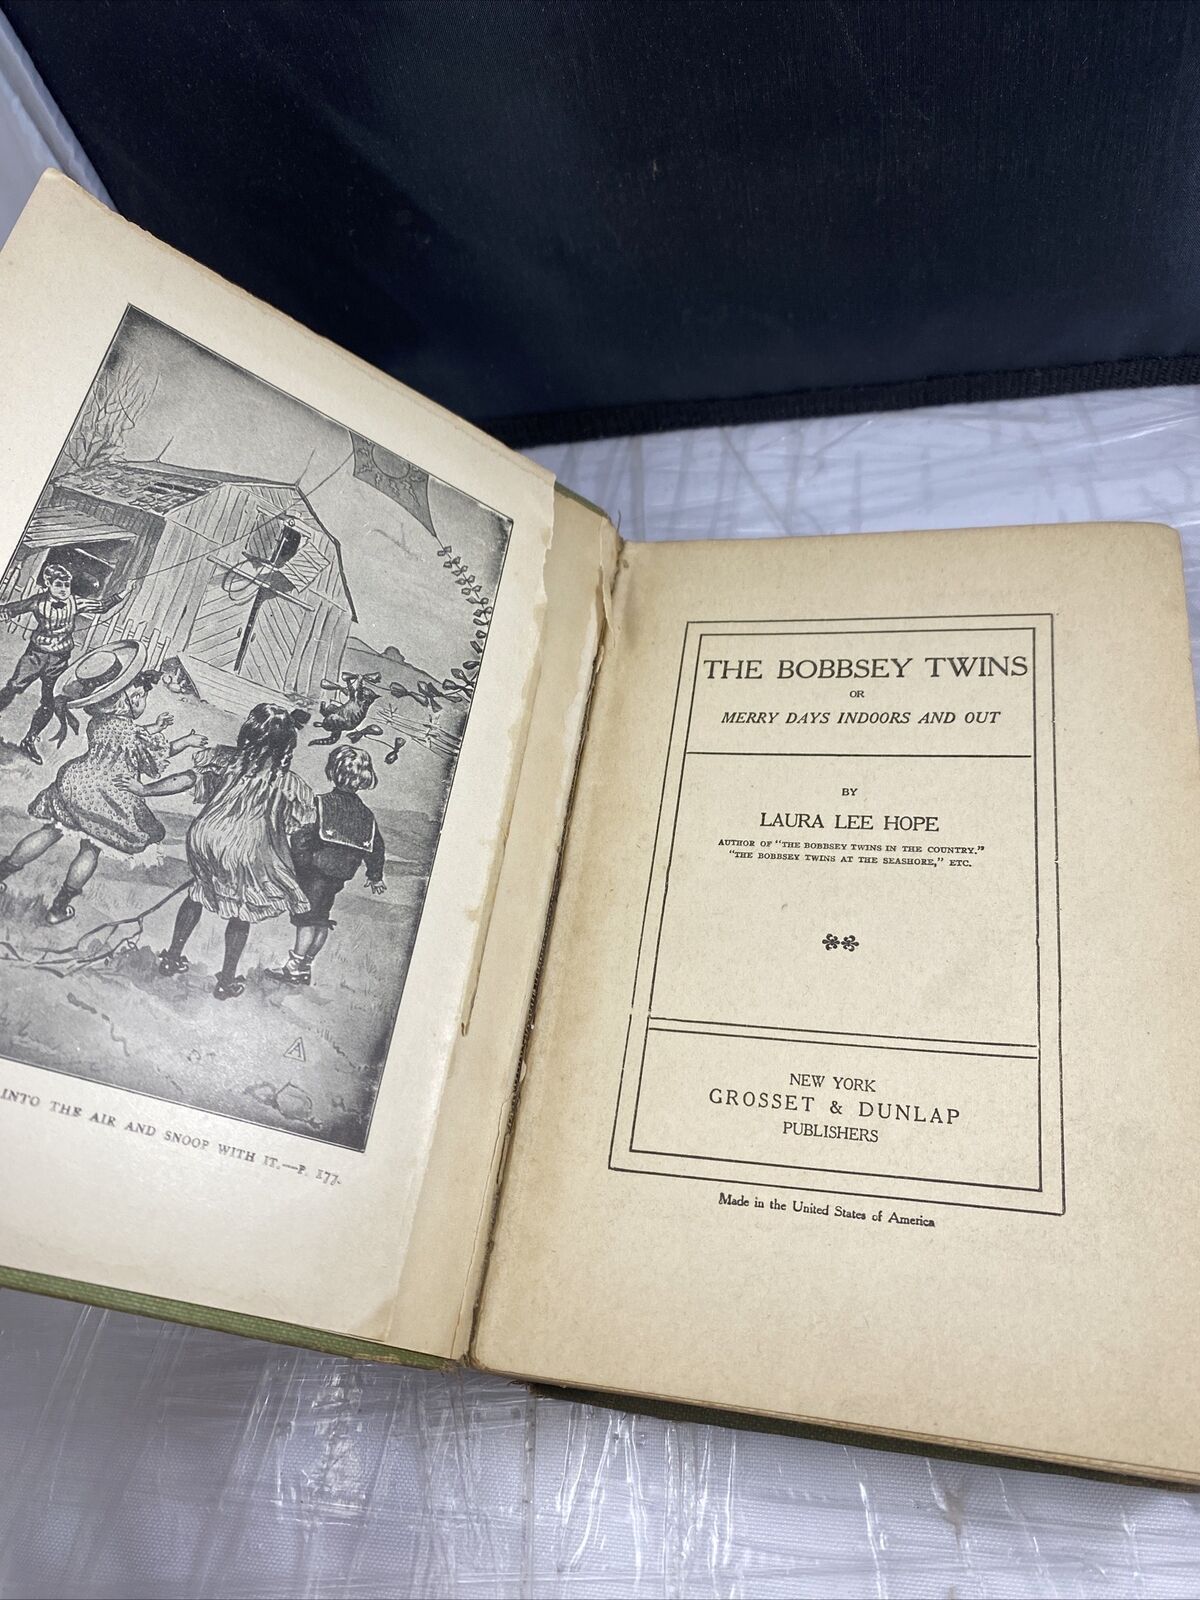 INTO THE AIR AND SNOOP WITH IT.—P. 177.
THE BOBBSEY TWINS
OR
MERRY DAYS INDOORS AND OUT
BY
LAURA LEE HOPE
AUTHOR OF "THE BOBBSEY TWINS IN THE COUNTRY."
"THE BOBBSEY TWINS AT THE SEASHORE," ETC.
NEW YORK
GROSSET & DUNLAP
PUBLISHERS
Made in the United States of America